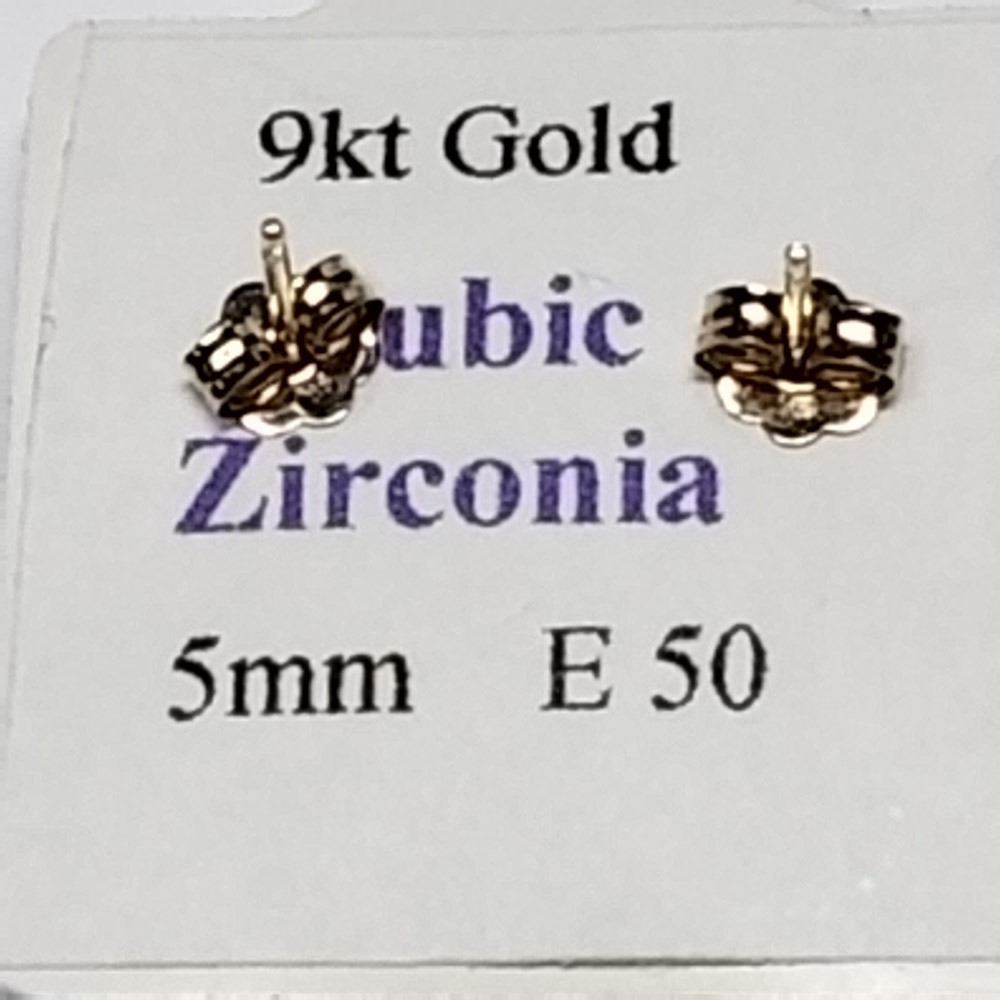 9kt Gold
ubic
Zirconia
5mm E 50